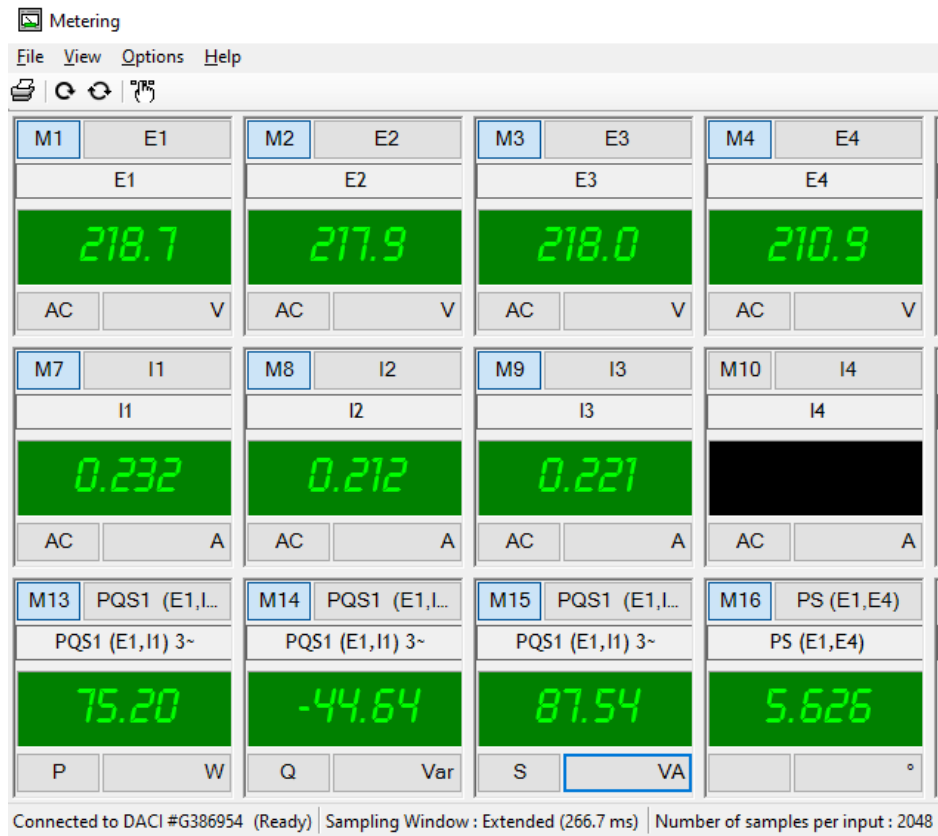 Metering
File View Options Help
M1 E1 M2 E2 M3 E3 M4 E4
E1 E2 E3 E4
218.7 217.9 218.0 210.9
AC V AC V AC V AC V
M7 I1 M8 I2 M9 I3 M10 I4
I1 I2 I3 I4
0.232 0.212 0.221
AC A AC A AC A AC A
M13 PQS1 (E1,I... M14 PQS1 (E1,I... M15 PQS1 (E1,I... M16 PS (E1,E4)
PQS1 (E1,I1) 3~ PQS1 (E1,I1) 3~ PQS1 (E1,I1) 3~ PS (E1,E4)
75.20 -44.64 87.54 5.626
P W Q Var S VA °
Connected to DACI #G386954 (Ready) Sampling Window : Extended (266.7 ms) Number of samples per input : 2048